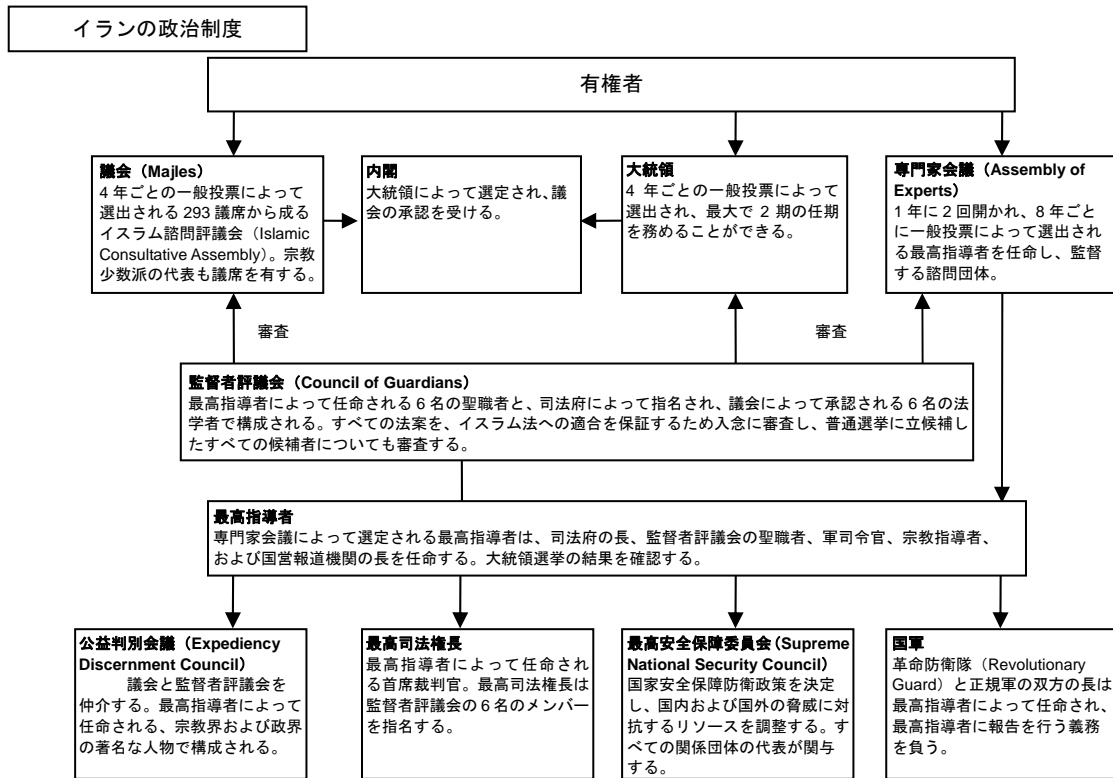 イランの政治制度
有権者
議会（Majles）
4 年ごとの一般投票によって
選出される 293 議席から成る
イスラム諮問評議会（Islamic
Consultative Assembly）。宗教
少数派の代表も議席を有する。
内閣
大統領によって選定され、議
会の承認を受ける。
大統領
4 年ごとの一般投票によって
選出され、最大で 2 期の任期
を務めることができる。
専門家会議（Assembly of
Experts）
1 年に 2 回開かれ、8 年ごと
に一般投票によって選出され
る最高指導者を任命し、監督
する諮問団体。
審査
審査
監督者評議会（Council of Guardians）
最高指導者によって任命される 6 名の聖職者と、司法府によって指名され、議会によって承認される 6 名の法
学者で構成される。すべての法案を、イスラム法への適合を保証するため入念に審査し、普通選挙に立候補し
たすべての候補者についても審査する。
最高指導者
専門家会議によって選定される最高指導者は、司法府の長、監督者評議会の聖職者、軍司令官、宗教指導者、
および国営報道機関の長を任命する。大統領選挙の結果を確認する。
公益判別会議（Expediency
Discernment Council）
議会と監督者評議会を
仲介する。最高指導者によって
任命される、宗教界および政界
の著名な人物で構成される。
最高司法権長
最高指導者によって任命され
る首席裁判官。最高司法権長は
監督者評議会の 6 名のメンバー
を指名する。
最高安全保障委員会（Supreme
National Security Council）
国家安全保障防衛政策を決定
し、国内および国外の脅威に対
抗するリソースを調整する。す
べての関係団体の代表が関与
する。
国軍
革命防衛隊（Revolutionary
Guard）と正規軍の双方の長は
最高指導者によって任命され、
最高指導者に報告を行う義務
を負う。